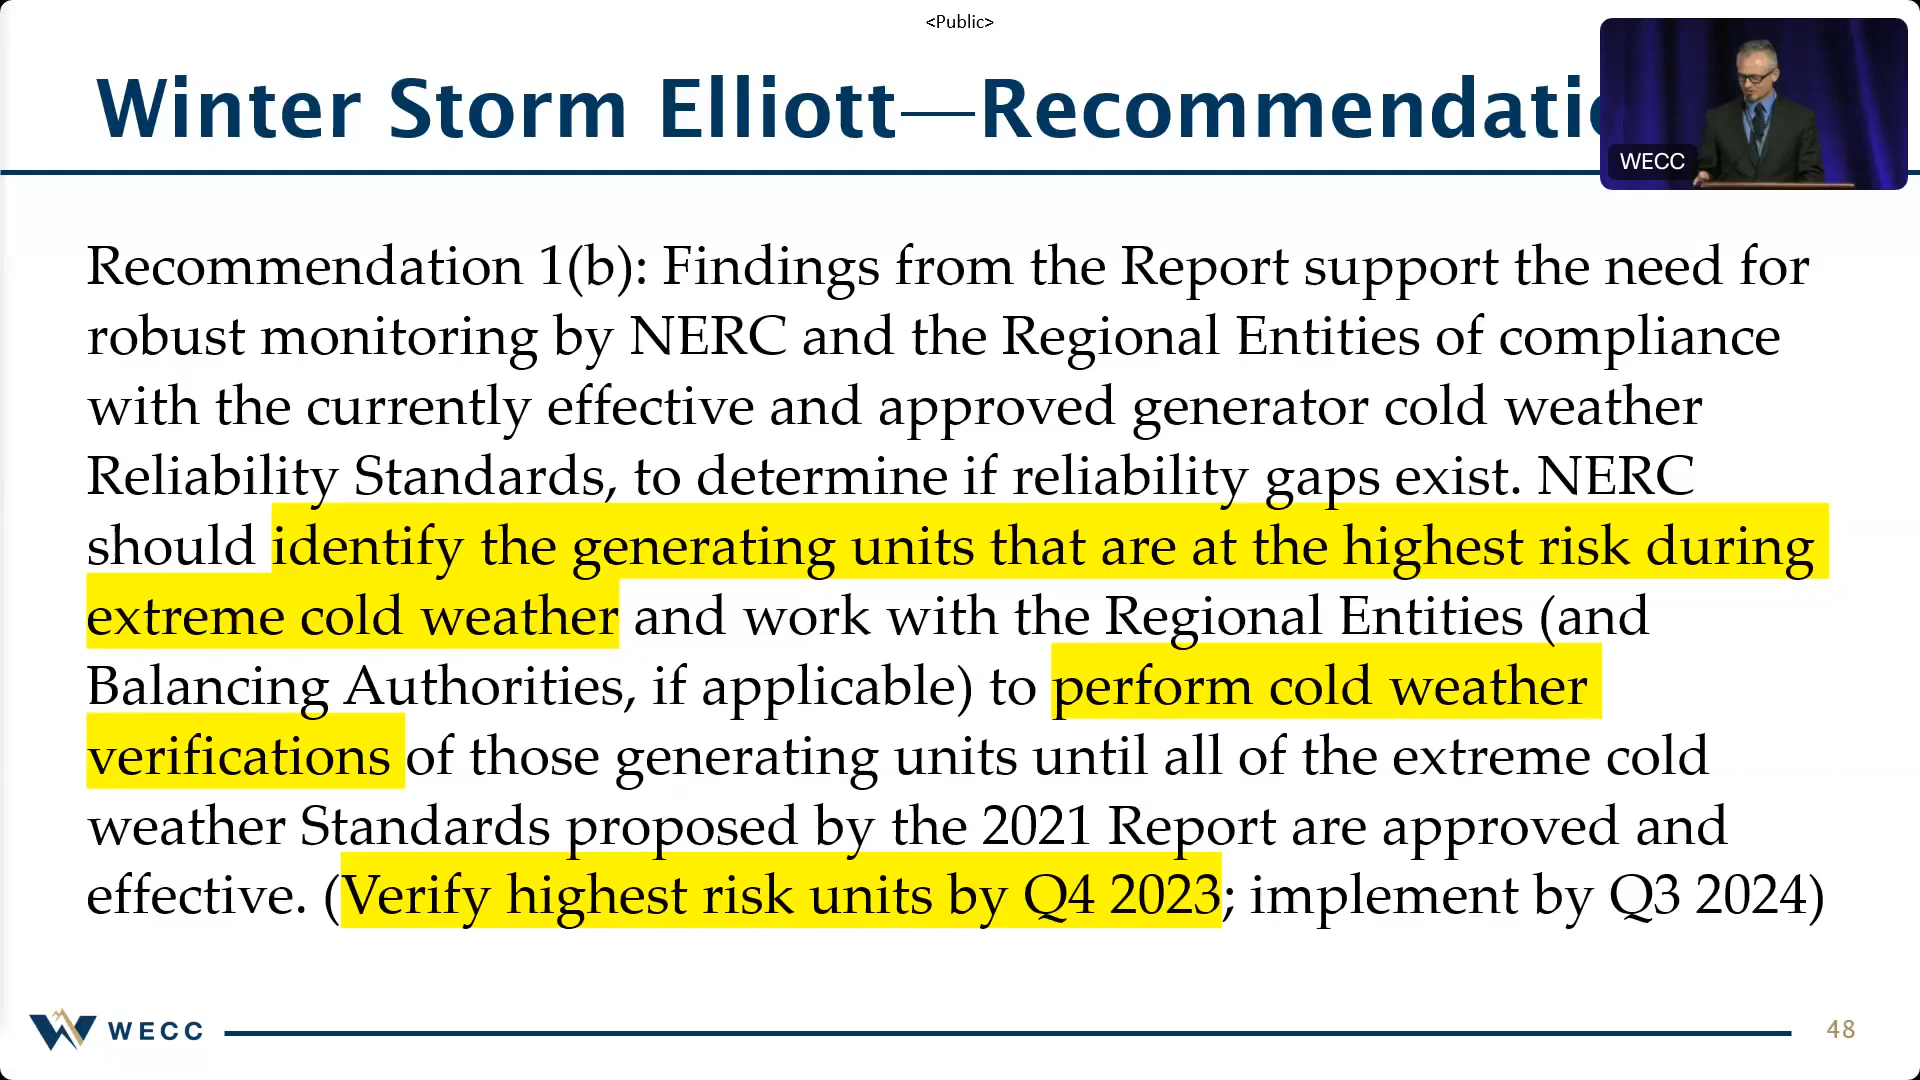 <Public>
Winter Storm Elliott—Recommendatio
WECC
Recommendation 1(b): Findings from the Report support the need for
robust monitoring by NERC and the Regional Entities of compliance
with the currently effective and approved generator cold weather
Reliability Standards, to determine if reliability gaps exist. NERC
should identify the generating units that are at the highest risk during
extreme cold weather and work with the Regional Entities (and
Balancing Authorities, if applicable) to perform cold weather
verifications of those generating units until all of the extreme cold
weather Standards proposed by the 2021 Report are approved and
effective. (Verify highest risk units by Q4 2023; implement by Q3 2024)
WECC
48